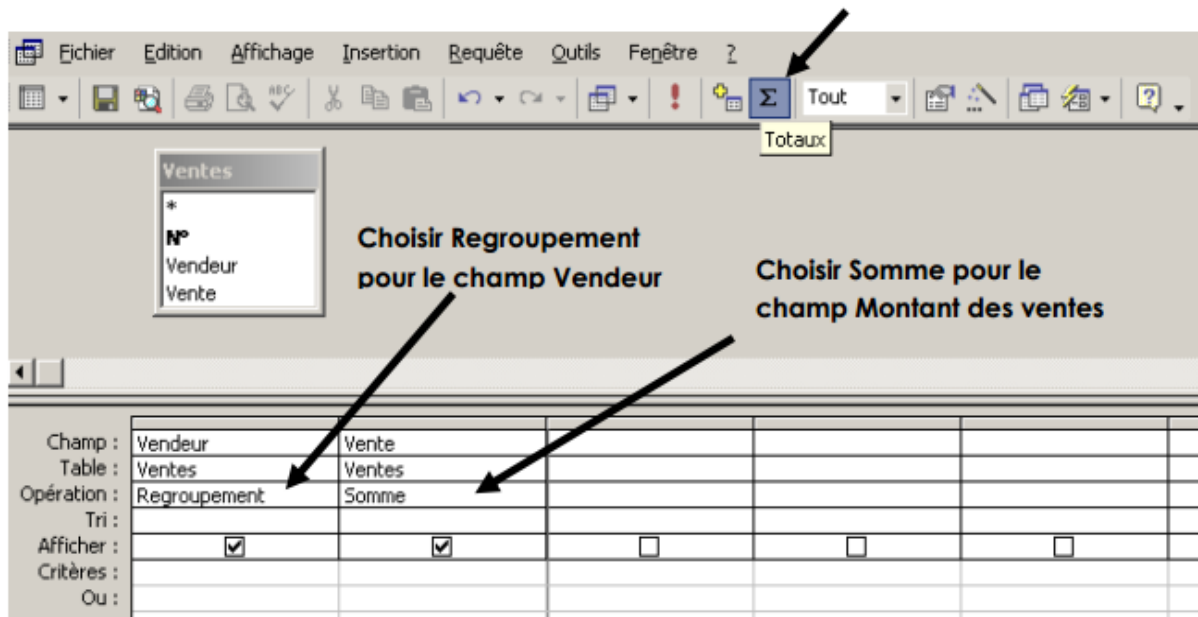 Fichier Edition Affichage Insertion Requête Outils Fenêtre ?
ABC Σ Tout
Totaux
Ventes
*
N°
Vendeur
Vente
Choisir Regroupement
pour le champ Vendeur
Choisir Somme pour le
champ Montant des ventes
Champ : Vendeur Vente
Table : Ventes Ventes
Opération : Regroupement Somme
Tri :
Afficher :
Critères :
Ou :